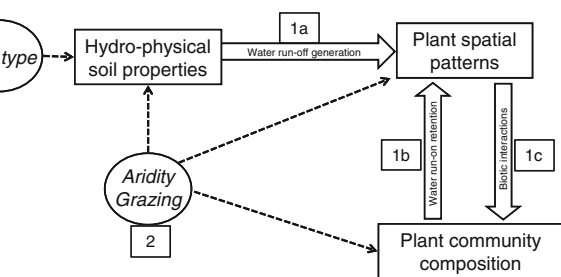 1a
type
Hydro-physical
soil properties
Water run-off generation
Plant spatial
patterns
1b
Water run-on retention
Biotic interactions
1c
Aridity
Grazing
2
Plant community
composition